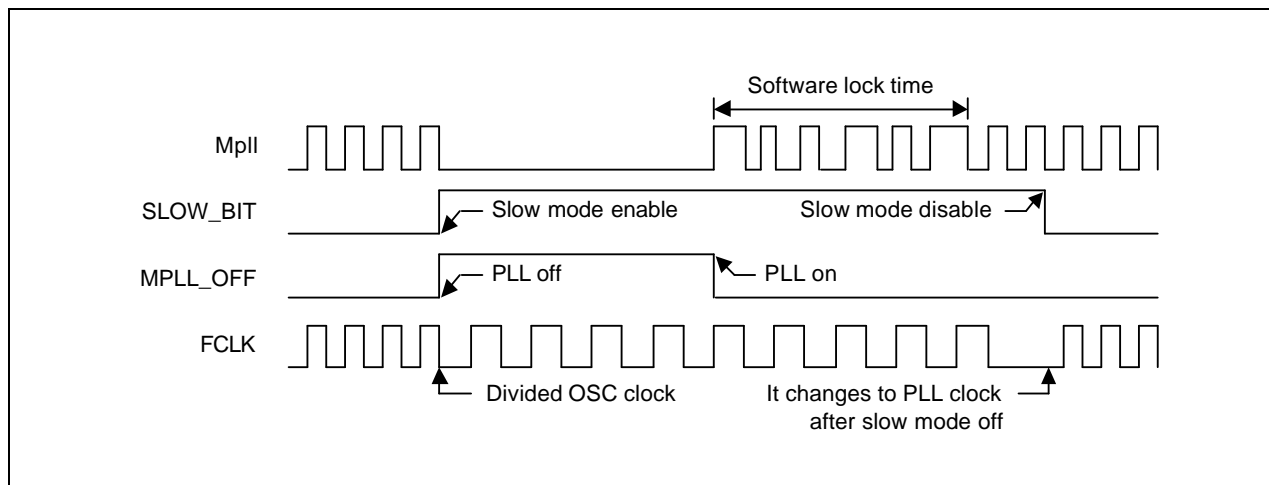 Software lock time
Mpll
SLOW_BIT
Slow mode enable
Slow mode disable
MPLL_OFF
PLL off
PLL on
FCLK
Divided OSC clock
It changes to PLL clock
after slow mode off